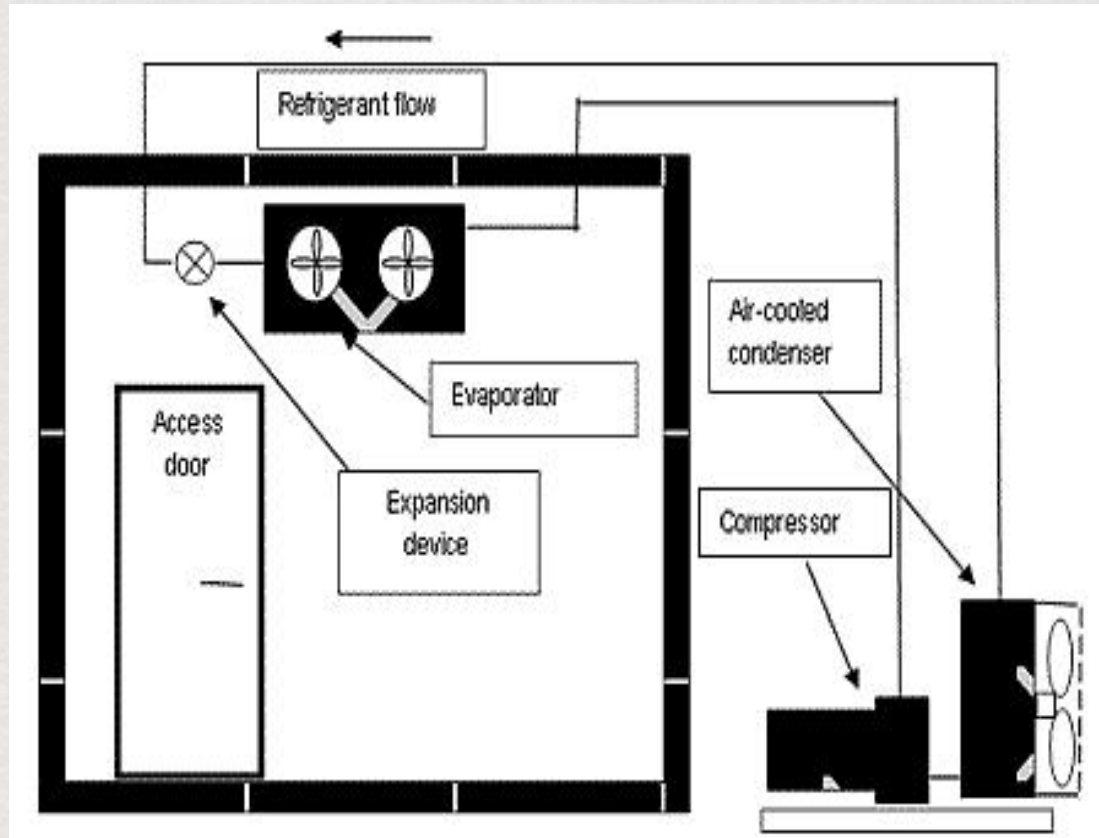 Refrigerant flow
Air-cooled
condenser
Evaporator
Access
door
Expansion
device
Compressor